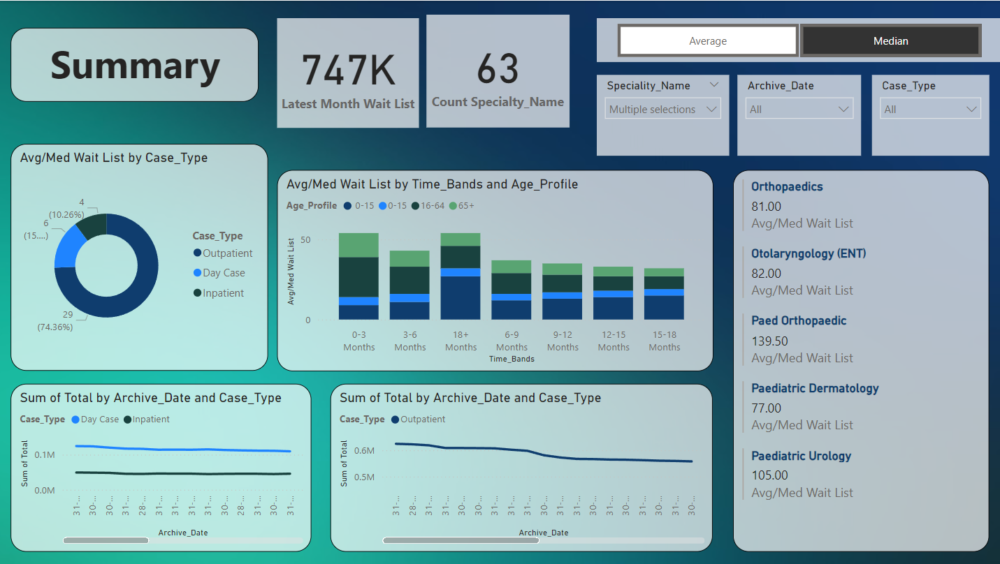 Summary
747K
Latest Month Wait List
63
Count Specialty_Name
Average
Median
Speciality_Name
Multiple selections
Archive_Date
All
Case_Type
All
Avg/Med Wait List by Case_Type
4
(10.26%)
6
(15....)
29
(74.36%)
Case_Type
Outpatient
Day Case
Inpatient
Avg/Med Wait List by Time_Bands and Age_Profile
Age_Profile 0-15 0-15 16-64 65+
Avg/Med Wait List
50
0
0-3
Months
3-6
Months
18+
Months
6-9
Months
9-12
Months
12-15
Months
15-18
Months
Time_Bands
Orthopaedics
81.00
Avg/Med Wait List
Otolaryngology (ENT)
82.00
Avg/Med Wait List
Paed Orthopaedic
139.50
Avg/Med Wait List
Paediatric Dermatology
77.00
Avg/Med Wait List
Paediatric Urology
105.00
Avg/Med Wait List
Sum of Total by Archive_Date and Case_Type
Case_Type Day Case Inpatient
Sum of Total
0.1M
0.0M
31-... 30-... 30-... 31-... 28-... 31-... 31-... 31-... 30-... 30-... 28-... 31-... 30-... 31-...
Archive_Date
Sum of Total by Archive_Date and Case_Type
Case_Type Outpatient
Sum of Total
0.6M
0.5M
31-... 28-... 31-... 30-... 30-... 31-... 31-... 30-... 31-... 30-... 31-... 31-... 30-... 31-... 30-... 31-... 31-... 30-...
Archive_Date